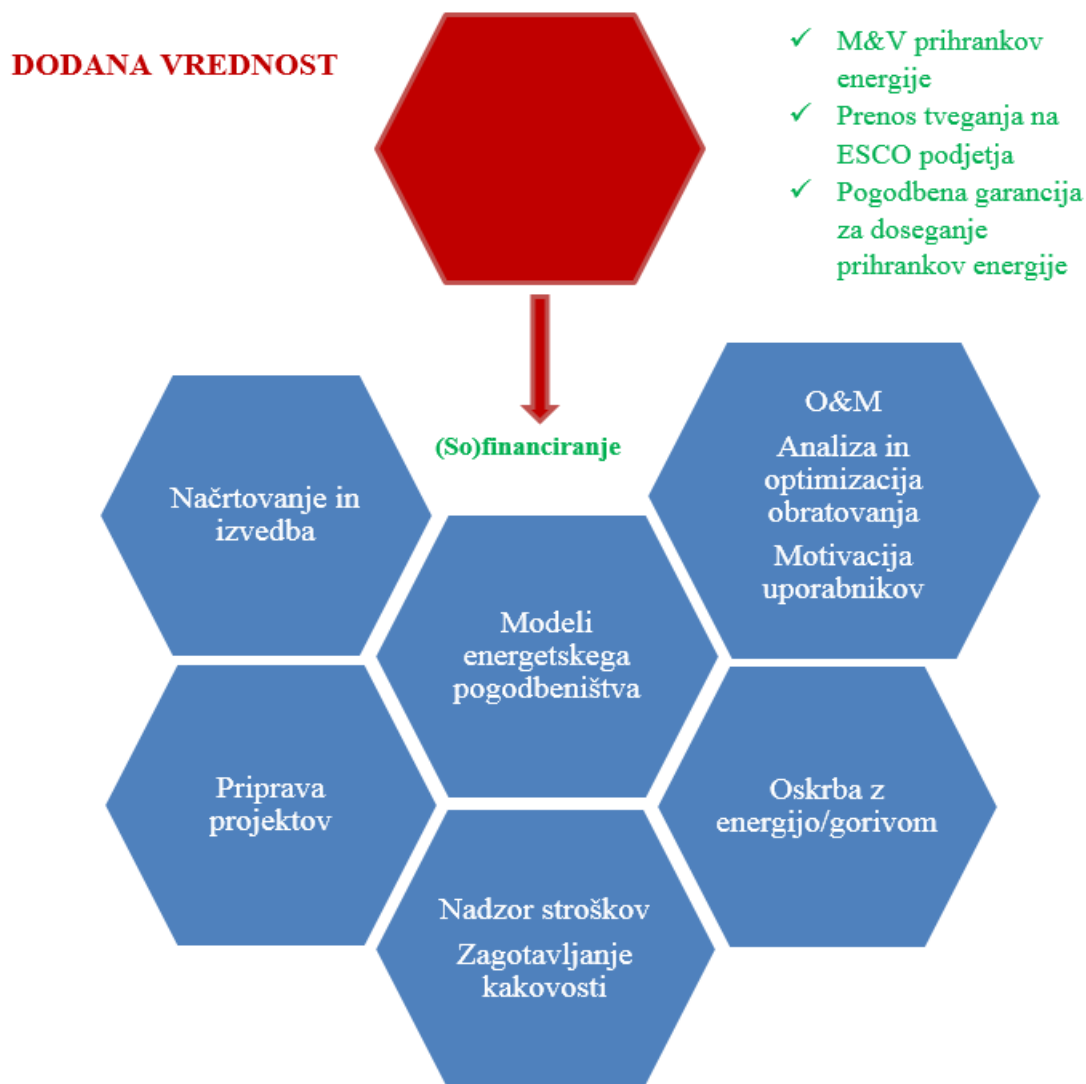 DODANA VREDNOST
✓ M&V prihrankov
energije
✓ Prenos tveganja na
ESCO podjetja
✓ Pogodbena garancija
za doseganje
prihrankov energije
(So)financiranje
Načrtovanje in
izvedba
O&M
Analiza in
optimizacija
obratovanja
Motivacija
uporabnikov
Modeli
energetskega
pogodbeništva
Priprava
projektov
Oskrba z
energijo/gorivom
Nadzor stroškov
Zagotavljanje
kakovosti